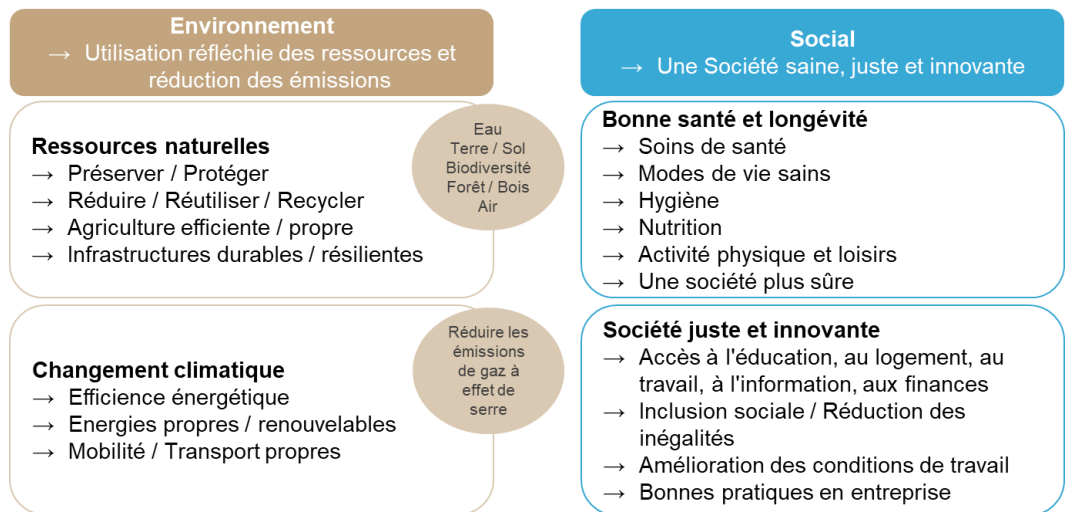 Environnement
→ Utilisation réfléchie des ressources et
réduction des émissions
Ressources naturelles
→ Préserver / Protéger
→ Réduire / Réutiliser / Recycler
→ Agriculture efficiente / propre
→ Infrastructures durables / résilientes
Eau
Terre / Sol
Biodiversité
Forêt / Bois
Air
Changement climatique
→ Efficience énergétique
→ Energies propres / renouvelables
→ Mobilité / Transport propres
Réduire les
émissions
de gaz à
effet de
serre
Social
→ Une Société saine, juste et innovante
Bonne santé et longévité
→ Soins de santé
→ Modes de vie sains
→ Hygiène
→ Nutrition
→ Activité physique et loisirs
→ Une société plus sûre
Société juste et innovante
→ Accès à l'éducation, au logement, au
travail, à l'information, aux finances
→ Inclusion sociale / Réduction des
inégalités
→ Amélioration des conditions de travail
→ Bonnes pratiques en entreprise